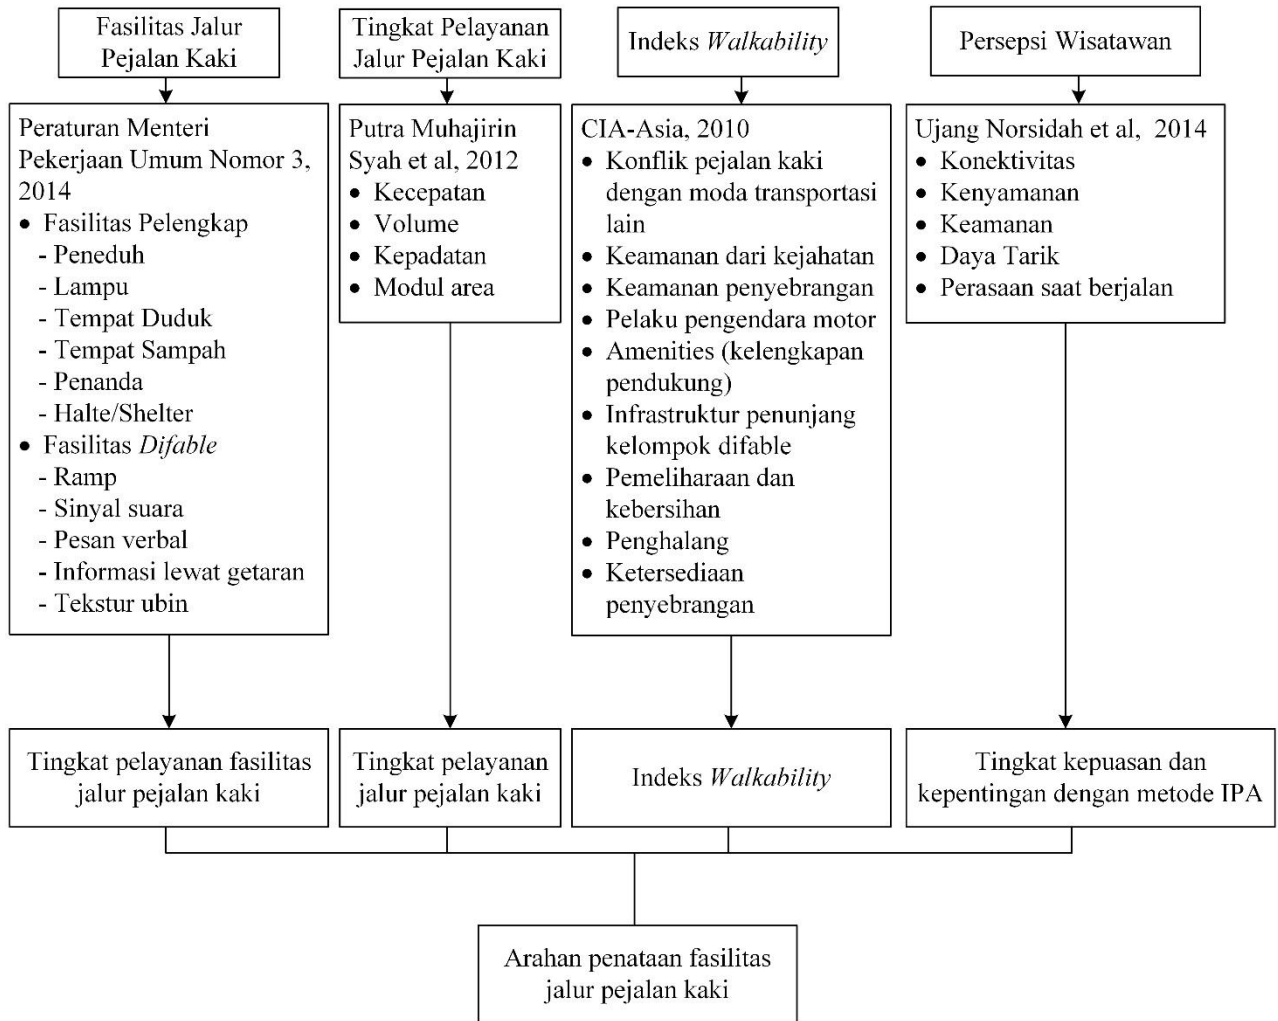 Fasilitas Jalur
Pejalan Kaki
Tingkat Pelayanan
Jalur Pejalan Kaki
Indeks Walkability
Persepsi Wisatawan
Peraturan Menteri
Pekerjaan Umum Nomor 3,
2014
• Fasilitas Pelengkap
- Peneduh
- Lampu
- Tempat Duduk
- Tempat Sampah
- Penanda
- Halte/Shelter
• Fasilitas Difable
- Ramp
- Sinyal suara
- Pesan verbal
- Informasi lewat getaran
- Tekstur ubin
Putra Muhajirin
Syah et al, 2012
• Kecepatan
• Volume
• Kepadatan
• Modul area
CIA-Asia, 2010
• Konflik pejalan kaki
dengan moda transportasi
lain
• Keamanan dari kejahatan
• Keamanan penyebrangan
• Pelaku pengendara motor
• Amenities (kelengkapan
pendukung)
• Infrastruktur penunjang
kelompok difable
• Pemeliharaan dan
kebersihan
• Penghalang
• Ketersediaan
penyebrangan
Ujang Norsidah et al, 2014
• Konektivitas
• Kenyamanan
• Keamanan
• Daya Tarik
• Perasaan saat berjalan
Tingkat pelayanan fasilitas
jalur pejalan kaki
Tingkat pelayanan
jalur pejalan kaki
Indeks Walkability
Tingkat kepuasan dan
kepentingan dengan metode IPA
Arahan penataan fasilitas
jalur pejalan kaki